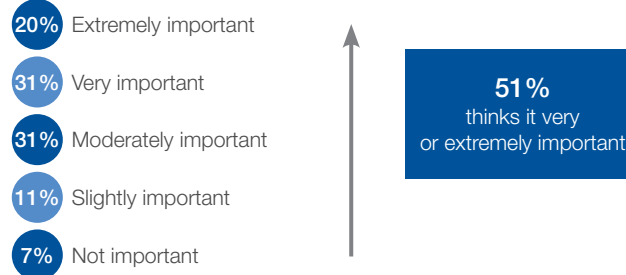 20% Extremely important
31% Very important
31% Moderately important
11% Slightly important
7% Not important
51%
thinks it very
or extremely important